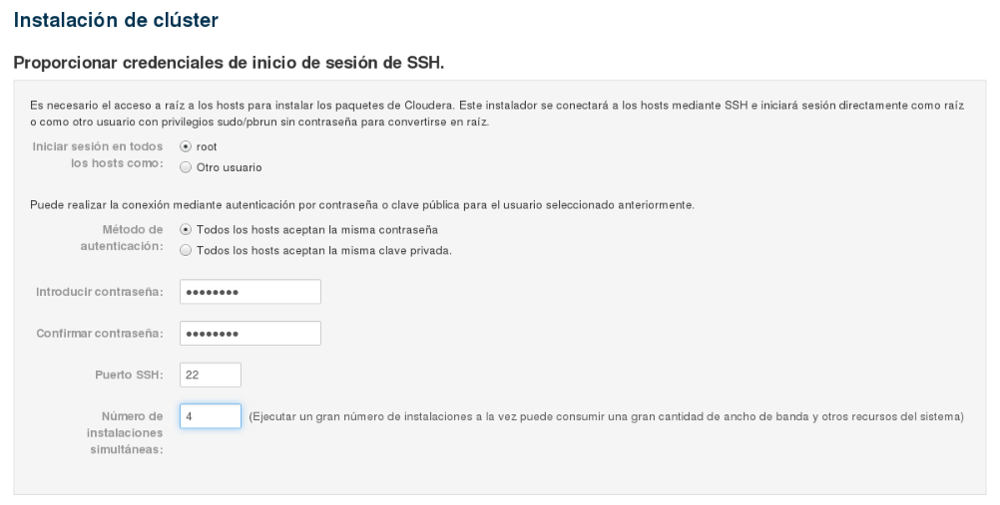 Instalación de clúster
Proporcionar credenciales de inicio de sesión de SSH.
Es necesario el acceso a raíz a los hosts para instalar los paquetes de Cloudera. Este instalador se conectará a los hosts mediante SSH e iniciará sesión directamente como raíz
o como otro usuario con privilegios sudo/pbrun sin contraseña para convertirse en raíz.
Iniciar sesión en todos
los hosts como:
root
Otro usuario
Puede realizar la conexión mediante autenticación por contraseña o clave pública para el usuario seleccionado anteriormente.
Método de
autenticación:
Todos los hosts aceptan la misma contraseña
Todos los hosts aceptan la misma clave privada.
Introducir contraseña: ••••••••
Confirmar contraseña: ••••••••
Puerto SSH: 22
Número de
instalaciones
simultáneas:
4 (Ejecutar un gran número de instalaciones a la vez puede consumir una gran cantidad de ancho de banda y otros recursos del sistema)